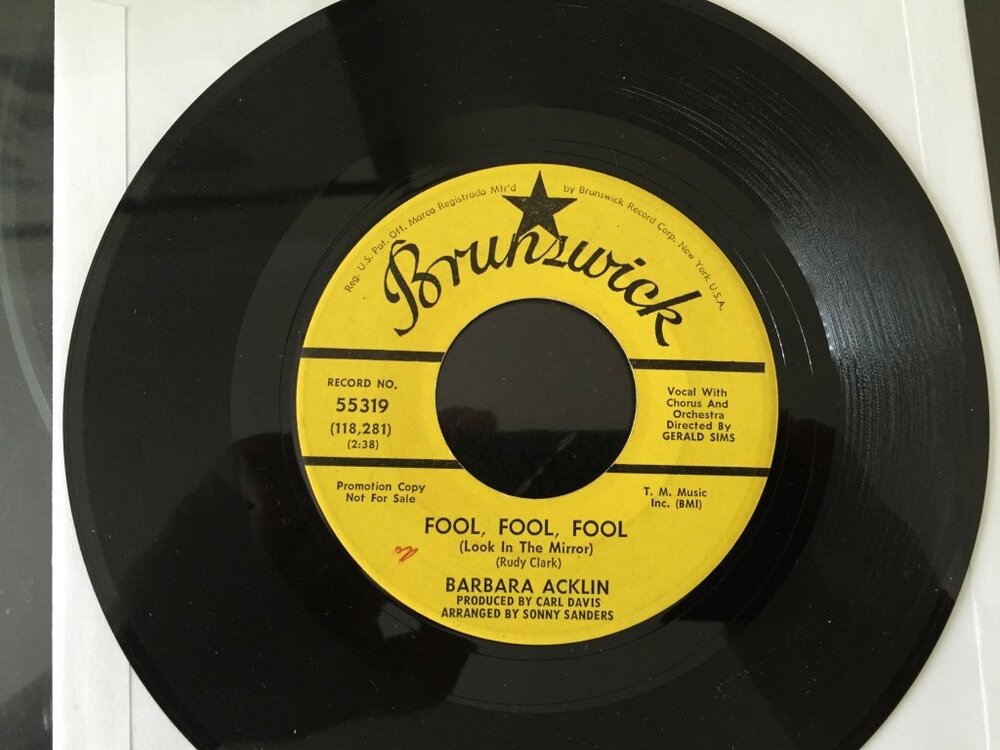 Reg. U.S. Pat. Off. Marca Registrada Mfr'd by Brunswick Record Corp. New York U.S.A.
Brunswick
RECORD NO.
55319
(118,281)
(2:38)
Vocal With
Chorus And
Orchestra
Directed By
GERALD SIMS
Promotion Copy
Not For Sale
T. M. Music
Inc. (BMI)
FOOL, FOOL, FOOL
(Look In The Mirror)
(Rudy Clark)
BARBARA ACKLIN
PRODUCED BY CARL DAVIS
ARRANGED BY SONNY SANDERS